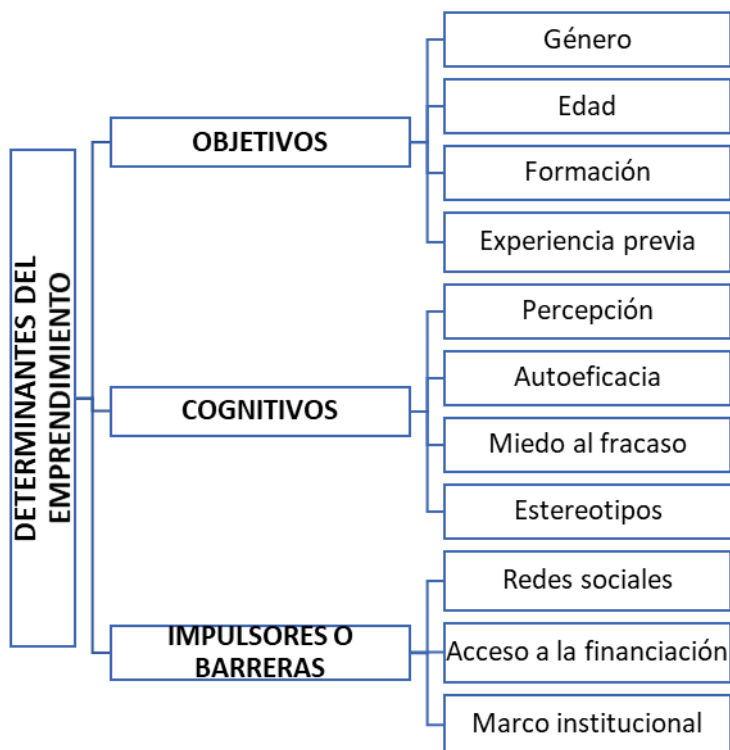 DETERMINANTES DEL
EMPRENDIMIENTO
OBJETIVOS
Género
Edad
Formación
Experiencia previa
COGNITIVOS
Percepción
Autoeficacia
Miedo al fracaso
Estereotipos
IMPULSORES O
BARRERAS
Redes sociales
Acceso a la financiación
Marco institucional